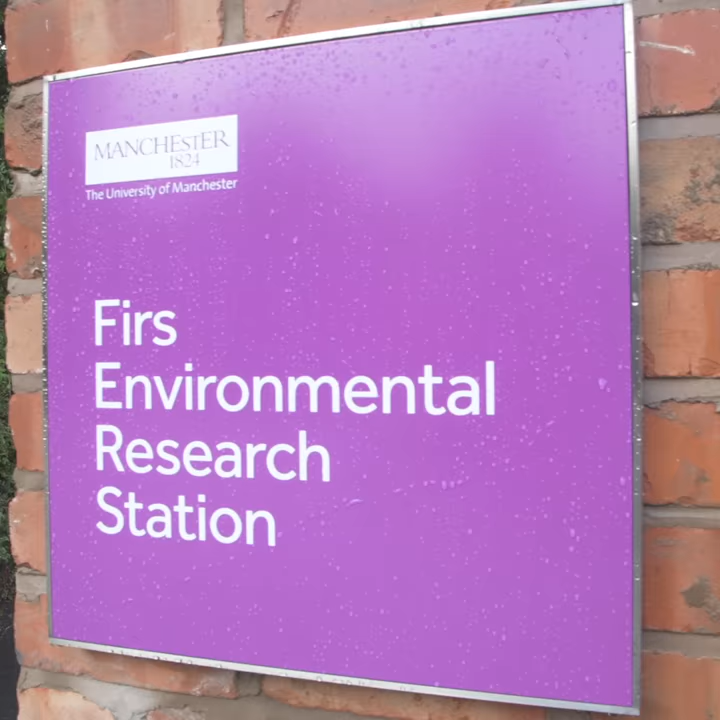 MANCHESTER
1824
The University of Manchester
Firs
Environmental
Research
Station